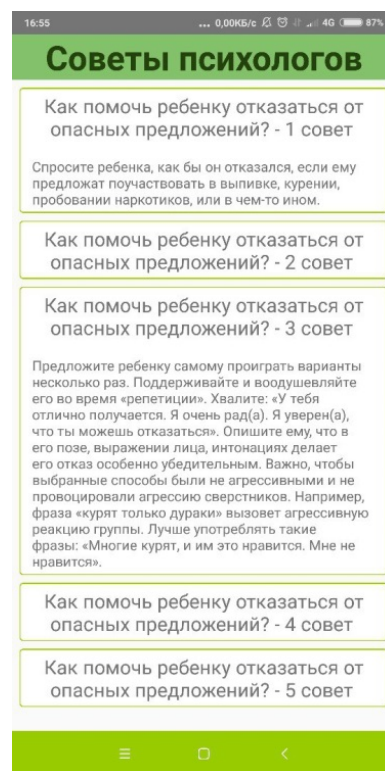 16:55 ... 0,00КБ/с 4G 87%
Советы психологов
Как помочь ребенку отказаться от
опасных предложений? - 1 совет
Спросите ребенка, как бы он отказался, если ему
предложат поучаствовать в выпивке, курении,
пробовании наркотиков, или в чем-то ином.
Как помочь ребенку отказаться от
опасных предложений? - 2 совет
Как помочь ребенку отказаться от
опасных предложений? - 3 совет
Предложите ребенку самому проиграть варианты
несколько раз. Поддерживайте и воодушевляйте
его во время «репетиции». Хвалите: «У тебя
отлично получается. Я очень рад(а). Я уверен(а),
что ты можешь отказаться». Опишите ему, что в
его позе, выражении лица, интонациях делает
его отказ особенно убедительным. Важно, чтобы
выбранные способы были не агрессивными и не
провоцировали агрессию сверстников. Например,
фраза «курят только дураки» вызовет агрессивную
реакцию группы. Лучше употреблять такие
фразы: «Многие курят, и им это нравится. Мне не
нравится».
Как помочь ребенку отказаться от
опасных предложений? - 4 совет
Как помочь ребенку отказаться от
опасных предложений? - 5 совет